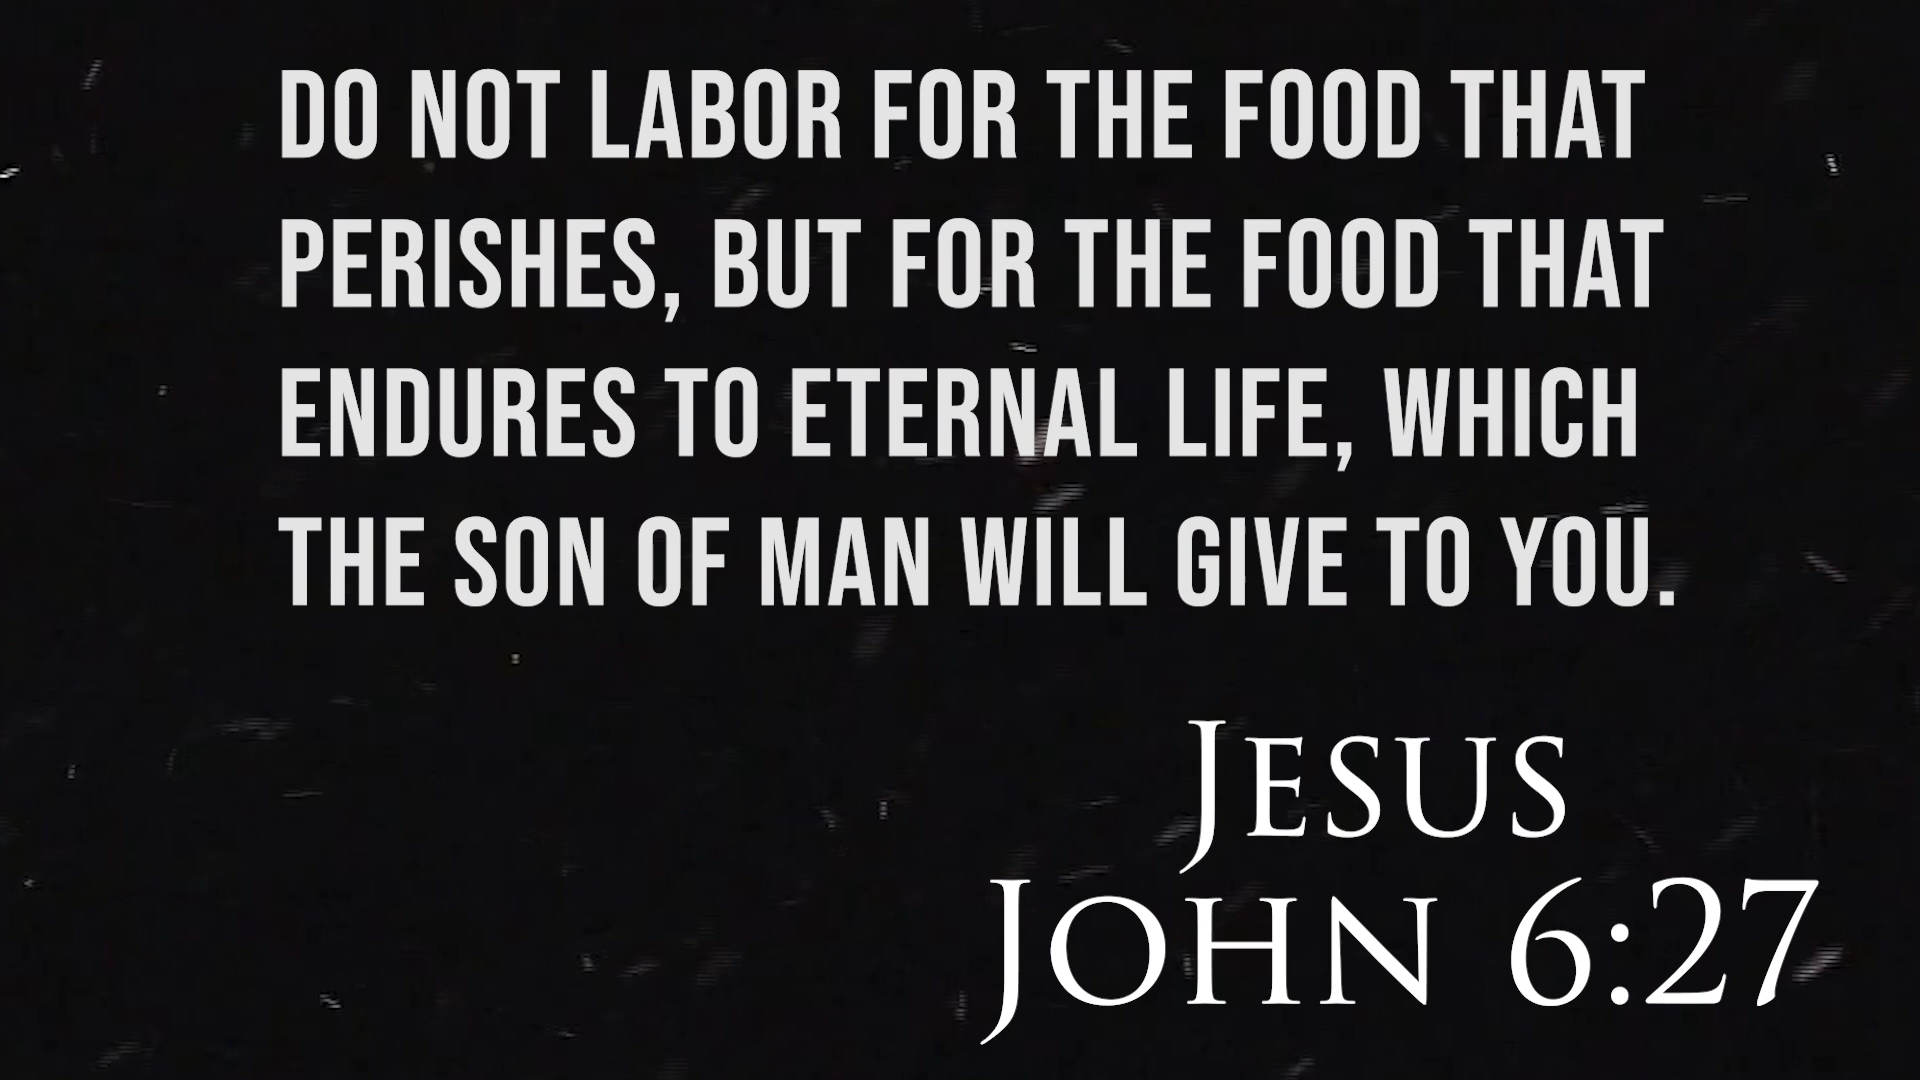 DO NOT LABOR FOR THE FOOD THAT
PERISHES, BUT FOR THE FOOD THAT
ENDURES TO ETERNAL LIFE, WHICH
THE SON OF MAN WILL GIVE TO YOU.
JESUS
JOHN 6:27